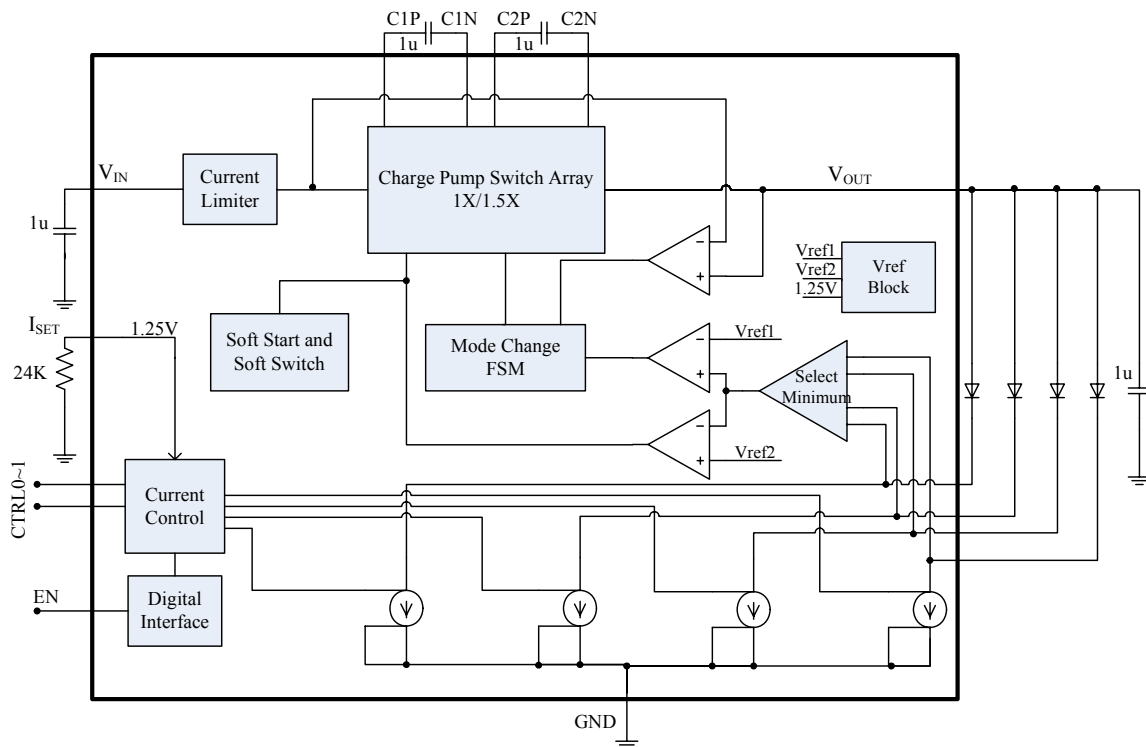 C1P C1N C2P C2N
1u 1u
VIN
Current
Limiter
Charge Pump Switch Array
1X/1.5X
VOUT
1u
−
+
Vref1
Vref2
1.25V
Vref
Block
ISET
1.25V
24K
Soft Start and
Soft Switch
Mode Change
FSM
−
Vref1
+
Select
Minimum
1u
−
+
Vref2
CTRL0~1
Current
Control
EN
Digital
Interface
GND